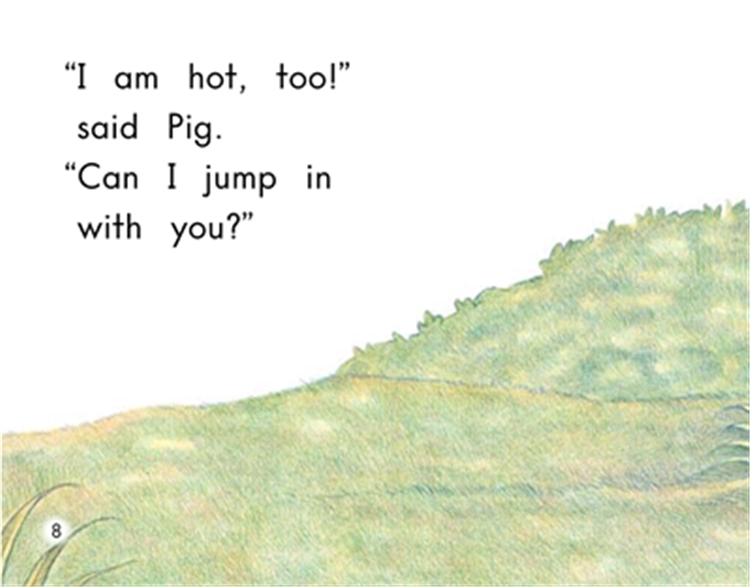 “I am hot, too!”
said Pig.
“Can I jump in
with you?”
8